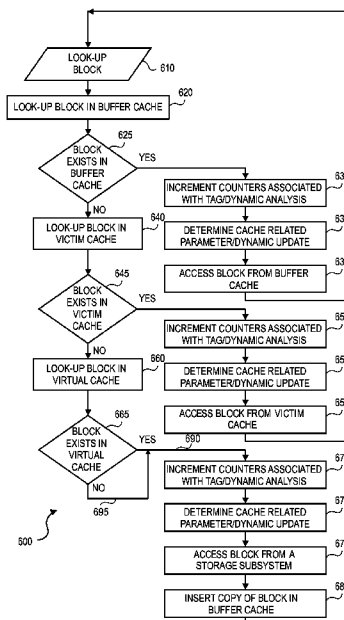 LOOK-UP
BLOCK
610
LOOK-UP BLOCK IN BUFFER CACHE
620
BLOCK
EXISTS IN
BUFFER
CACHE
625
YES
NO
INCREMENT COUNTERS ASSOCIATED
WITH TAG/DYNAMIC ANALYSIS
DETERMINE CACHE RELATED
PARAMETER/DYNAMIC UPDATE
ACCESS BLOCK FROM BUFFER
CACHE
LOOK-UP BLOCK IN
VICTIM CACHE
640
BLOCK
EXISTS IN
VICTIM
CACHE
645
YES
NO
INCREMENT COUNTERS ASSOCIATED
WITH TAG/DYNAMIC ANALYSIS
DETERMINE CACHE RELATED
PARAMETER/DYNAMIC UPDATE
ACCESS BLOCK FROM VICTIM
CACHE
LOOK-UP BLOCK IN
VIRTUAL CACHE
660
BLOCK
EXISTS IN
VIRTUAL
CACHE
665
YES
690
NO
695
INCREMENT COUNTERS ASSOCIATED
WITH TAG/DYNAMIC ANALYSIS
DETERMINE CACHE RELATED
PARAMETER/DYNAMIC UPDATE
ACCESS BLOCK FROM A
STORAGE SUBSYSTEM
INSERT COPY OF BLOCK IN
BUFFER CACHE
600